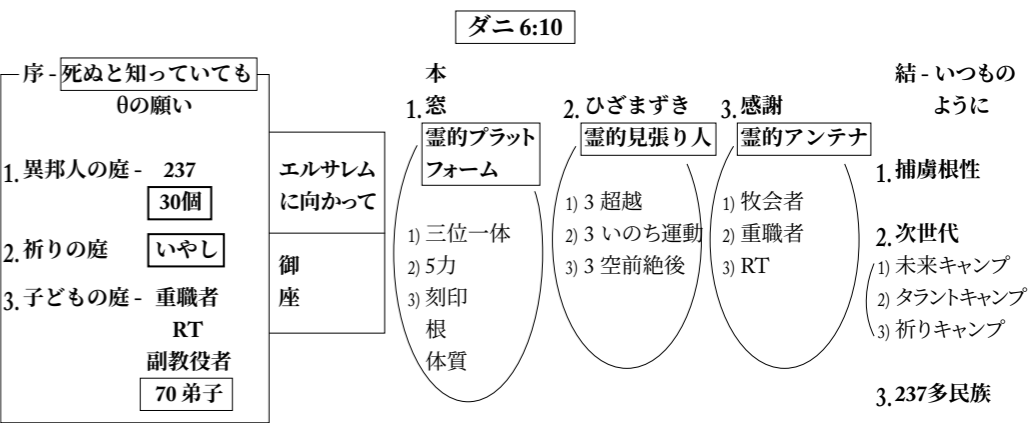 ダニ 6:10
序 - 死ぬと知っていても
θの願い
1. 異邦人の庭 - 237
30個
2. 祈りの庭 いやし
3. 子どもの庭 - 重職者
RT
副教役者
70 弟子
エルサレム
に向かって
御
座
本
1. 窓
霊的プラット
フォーム
1) 三位一体
2) 5力
3) 刻印
根
体質
2. ひざまずき
霊的見張り人
1) 3 超越
2) 3 いのち運動
3) 3 空前絶後
3. 感謝
霊的アンテナ
1) 牧会者
2) 重職者
3) RT
結 - いつもの
ように
1. 捕虜根性
2. 次世代
1) 未来キャンプ
2) タラントキャンプ
3) 祈りキャンプ
3. 237多民族